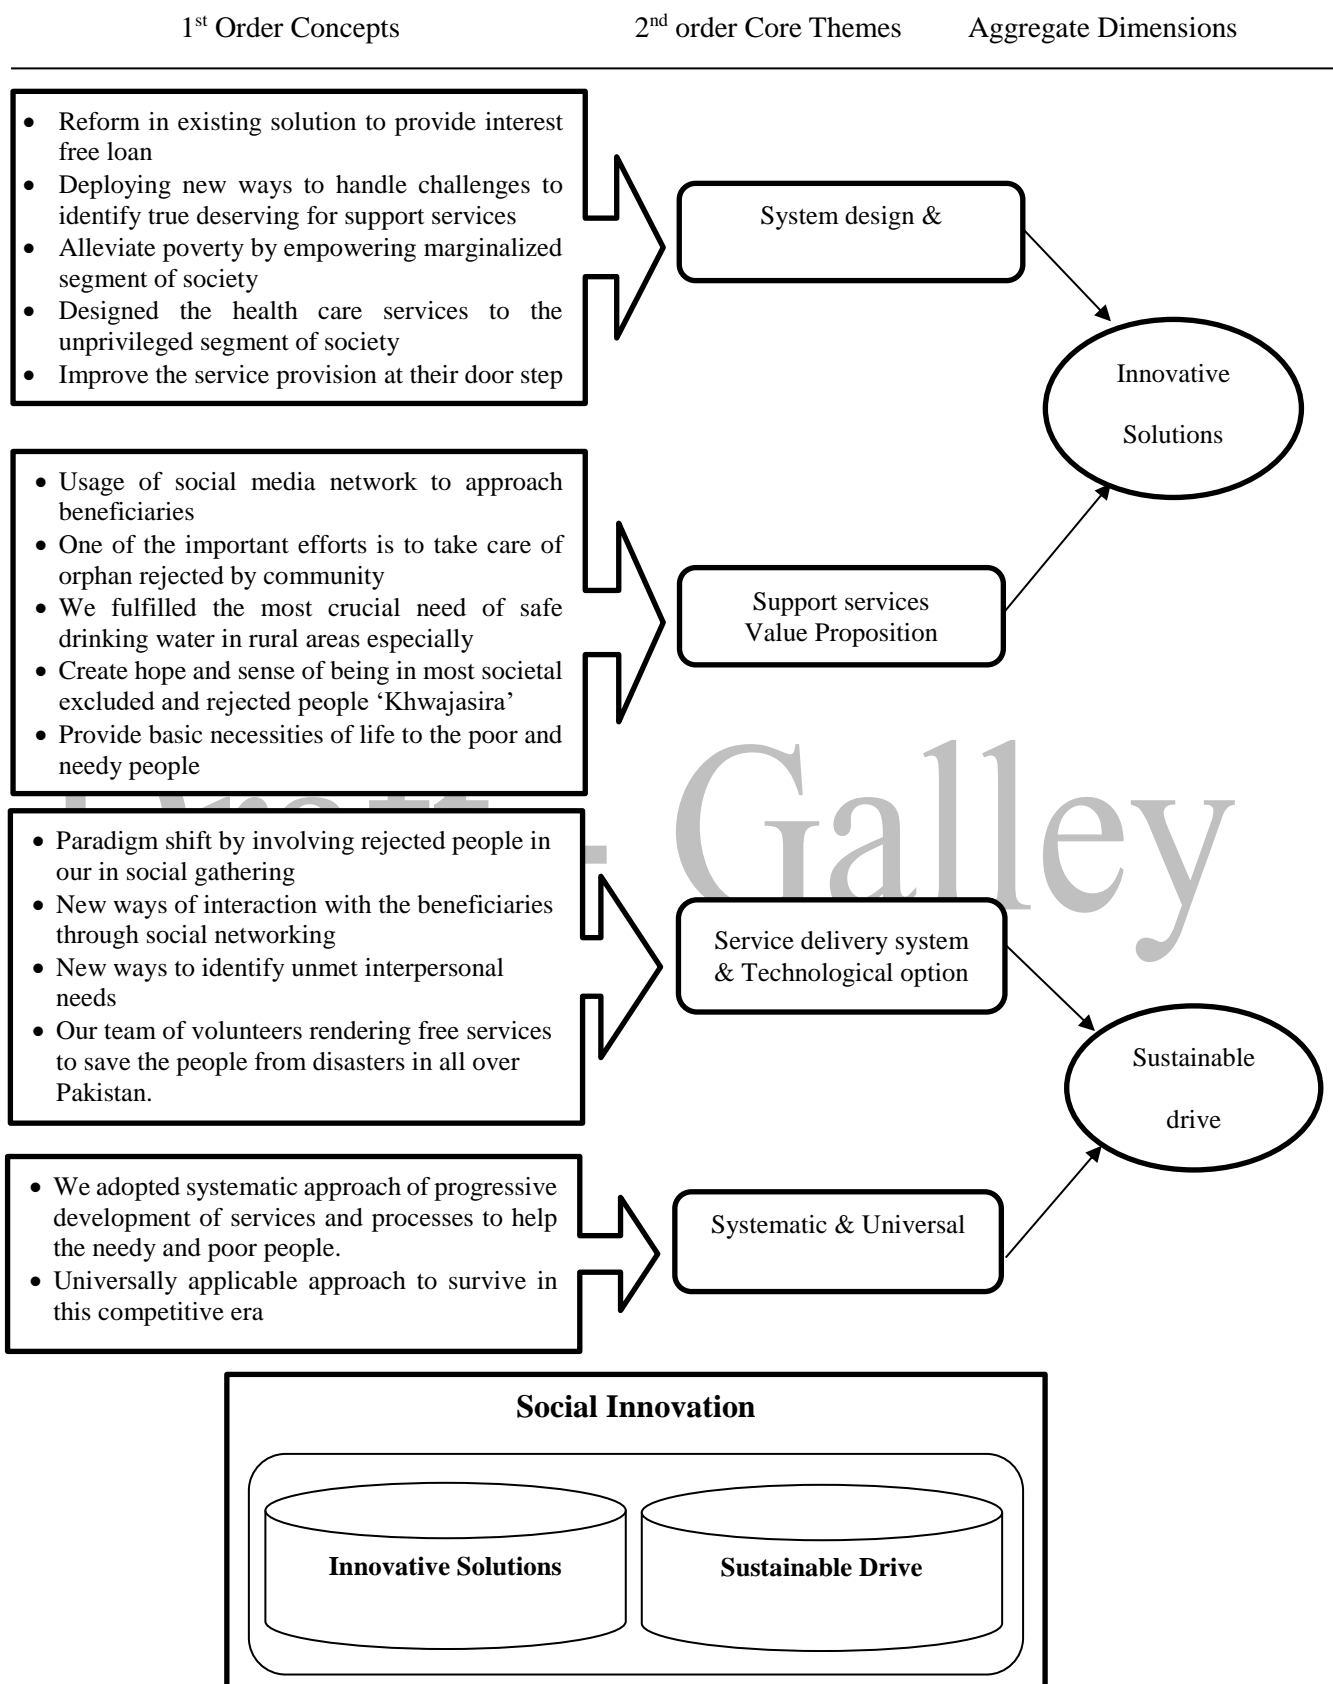 1st Order Concepts 2nd order Core Themes Aggregate Dimensions
• Reform in existing solution to provide interest
free loan
• Deploying new ways to handle challenges to
identify true deserving for support services
• Alleviate poverty by empowering marginalized
segment of society
• Designed the health care services to the
unprivileged segment of society
• Improve the service provision at their door step
System design &
Innovative
Solutions
• Usage of social media network to approach
beneficiaries
• One of the important efforts is to take care of
orphan rejected by community
• We fulfilled the most crucial need of safe
drinking water in rural areas especially
• Create hope and sense of being in most societal
excluded and rejected people ‘Khwajasira’
• Provide basic necessities of life to the poor and
needy people
Support services
Value Proposition
- Galley
• Paradigm shift by involving rejected people in
our in social gathering
• New ways of interaction with the beneficiaries
through social networking
• New ways to identify unmet interpersonal
needs
• Our team of volunteers rendering free services
to save the people from disasters in all over
Pakistan.
Service delivery system
& Technological option
Sustainable
drive
• We adopted systematic approach of progressive
development of services and processes to help
the needy and poor people.
• Universally applicable approach to survive in
this competitive era
Systematic & Universal
Social Innovation
Innovative Solutions
Sustainable Drive